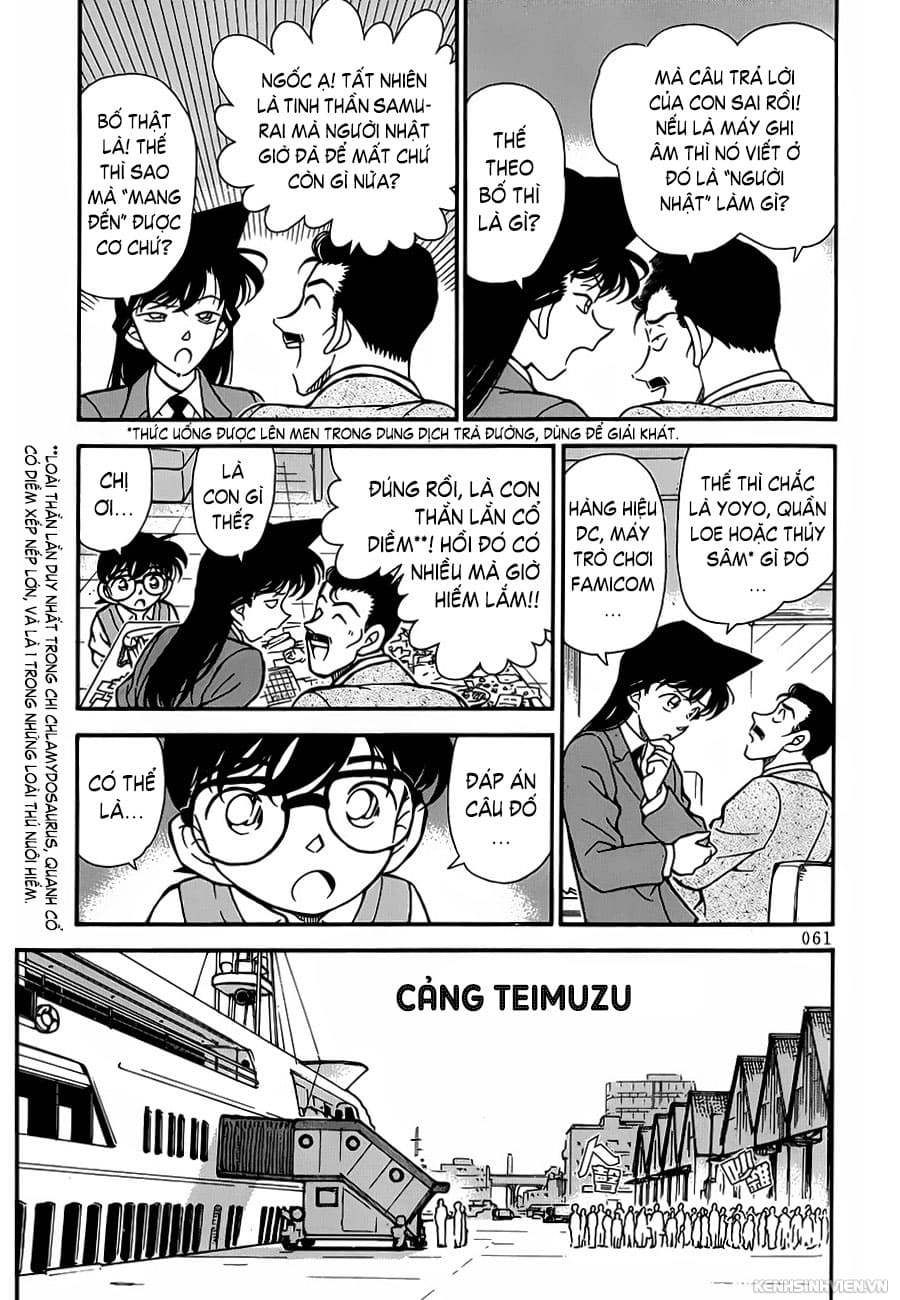 MÀ CÂU TRẢ LỜI
CỦA CON SAI RỒI!
NẾU LÀ MÁY GHI
ÂM THÌ NÓ VIẾT Ở
ĐÓ LÀ "NGƯỜI
NHẬT" LÀM GÌ?
THẾ
THEO
BỐ THÌ
LÀ GÌ?
NGỐC Ạ! TẤT NHIÊN
LÀ TINH THẦN SAMU-
RAI MÀ NGƯỜI NHẬT
GIỜ ĐÃ ĐỂ MẤT CHỨ
CÒN GÌ NỮA?
BỐ THẬT
LÀ! THẾ
THÌ SAO
MÀ "MANG
ĐẾN" ĐƯỢC
CƠ CHỨ?
*THỨC UỐNG ĐƯỢC LÊN MEN TRONG DUNG DỊCH TRÀ ĐƯỜNG, DÙNG ĐỂ GIẢI KHÁT.
THẾ THÌ CHẮC
LÀ YOYO, QUẦN
LOE HOẶC THỦY
SÂM* GÌ ĐÓ
...
HÀNG HIỆU
DC, MÁY
TRÒ CHƠI
FAMICOM
...
ĐÚNG RỒI, LÀ CON
THẰN LẰN CỔ
DIỀM**! HỒI ĐÓ CÓ
NHIỀU MÀ GIỜ
HIẾM LẮM!!
LÀ
CON GÌ
THẾ?
CHỊ
ƠI...
**LOÀI THẰN LẰN DUY NHẤT TRONG CHI CHLAMYDOSAURUS, QUANH CỔ
CÓ DIỀM XẾP NẾP LỚN, VÀ LÀ 1 TRONG NHỮNG LOÀI THÚ NUÔI HIẾM.
ĐÁP ÁN
CÂU ĐỐ
CÓ THỂ
LÀ...
061
CẢNG TEIMUZU
KENHSINHVIEN.VN